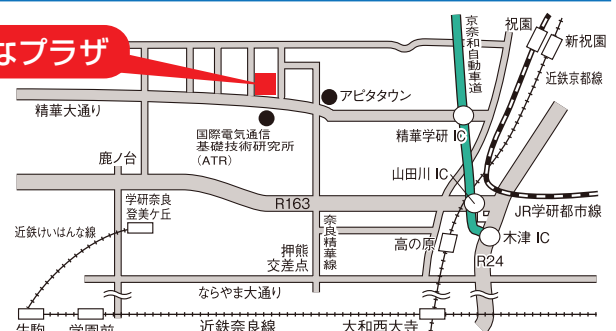 なプラザ
京奈和自動車道
祝園
新祝園
近鉄京都線
アピタタウン
精華大通り
国際電気通信
基礎技術研究所
(ATR)
精華学研 IC
鹿ノ台
山田川 IC
学研奈良
登美ケ丘
R163
JR学研都市線
近鉄けいはんな線
押熊
交差点
奈良精華線
高の原
木津 IC
R24
ならやま大通り
生駒
学園前
近鉄奈良線
大和西大寺